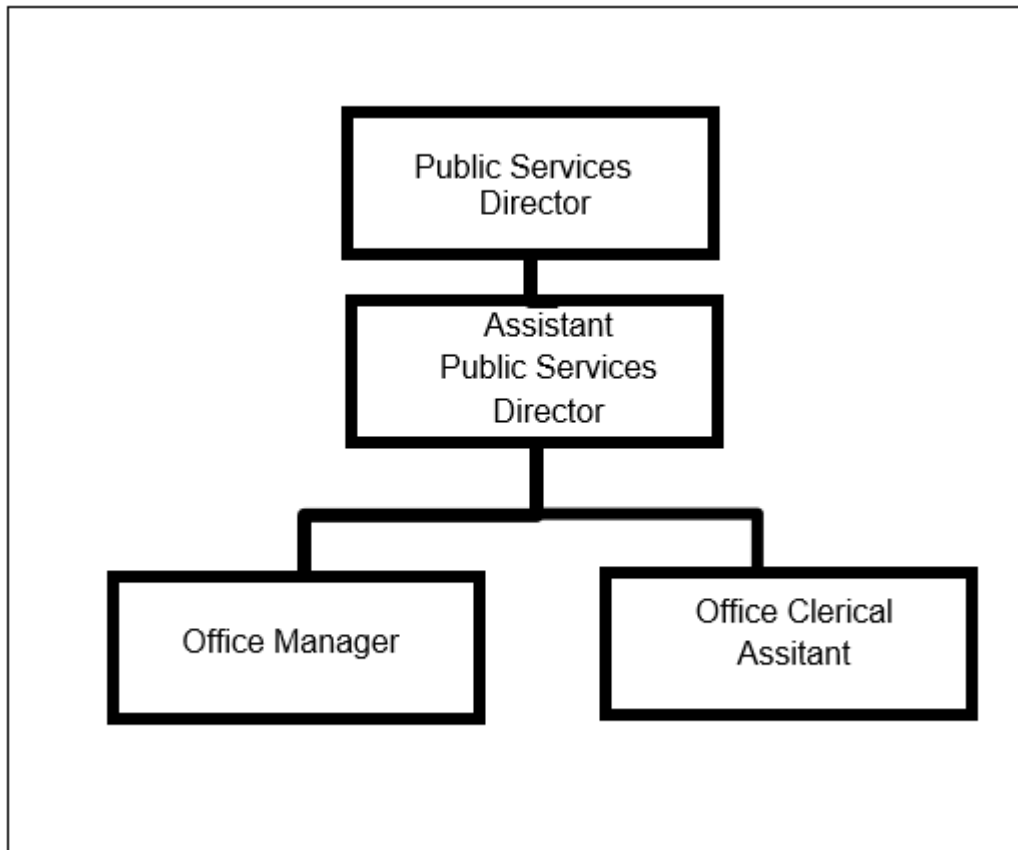 Public Services
Director
Assistant
Public Services
Director
Office Manager
Office Clerical
Assitant